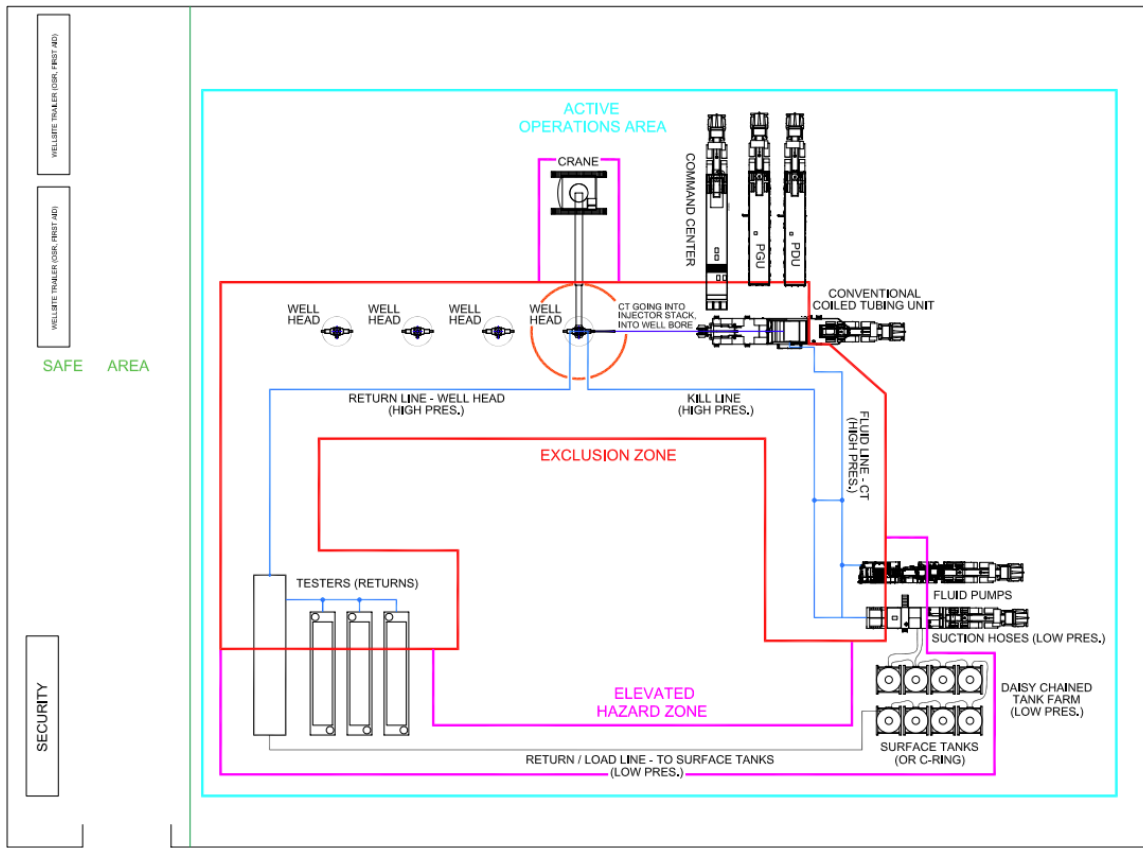 WELLSITE TRAILER (OSR, FIRST AID)
WELLSITE TRAILER (OSR, FIRST AID)
SAFE AREA
SECURITY
ACTIVE
OPERATIONS AREA
CRANE
COMMAND CENTER
PGU
PDU
CONVENTIONAL
COILED TUBING UNIT
WELL
HEAD
WELL
HEAD
WELL
HEAD
WELL
HEAD
CT GOING INTO
INJECTOR STACK,
INTO WELL BORE
RETURN LINE - WELL HEAD
(HIGH PRES.)
KILL LINE
(HIGH PRES.)
FLUID LINE - CT
(HIGH PRES.)
EXCLUSION ZONE
TESTERS (RETURNS)
FLUID PUMPS
SUCTION HOSES (LOW PRES.)
ELEVATED
HAZARD ZONE
DAISY CHAINED
TANK FARM
(LOW PRES.)
SURFACE TANKS
(OR C-RING)
RETURN / LOAD LINE - TO SURFACE TANKS
(LOW PRES.)